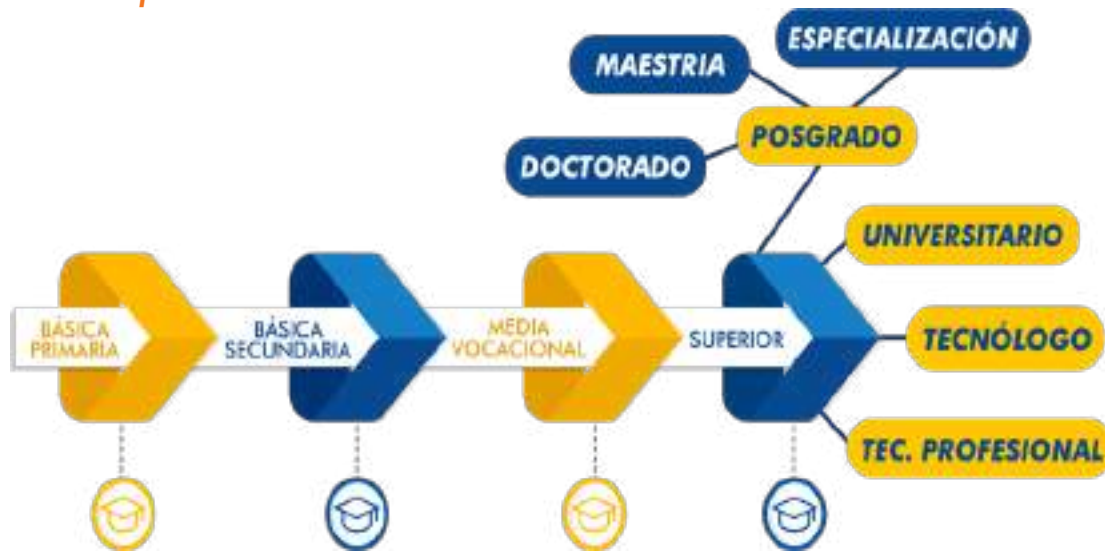 ESPECIALIZACIÓN
MAESTRIA
POSGRADO
DOCTORADO
UNIVERSITARIO
BÁSICA
PRIMARIA
BÁSICA
SECUNDARIA
MEDIA
VOCACIONAL
SUPERIOR
TECNÓLOGO
TEC. PROFESIONAL